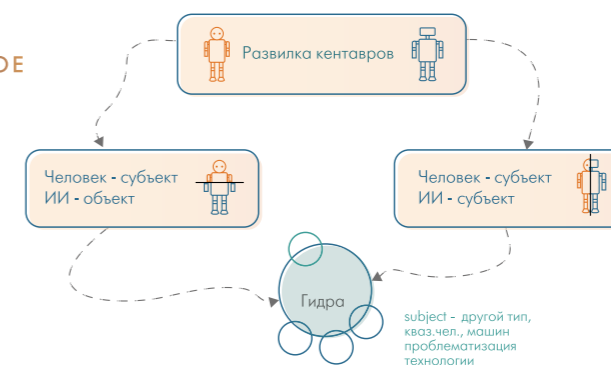 ОЕ
Развилка кентавров
Человек - субъект
ИИ - объект
Человек - субъект
ИИ - субъект
Гидра
subject - другой тип,
кваз.чел., машин
проблематизация
технологии